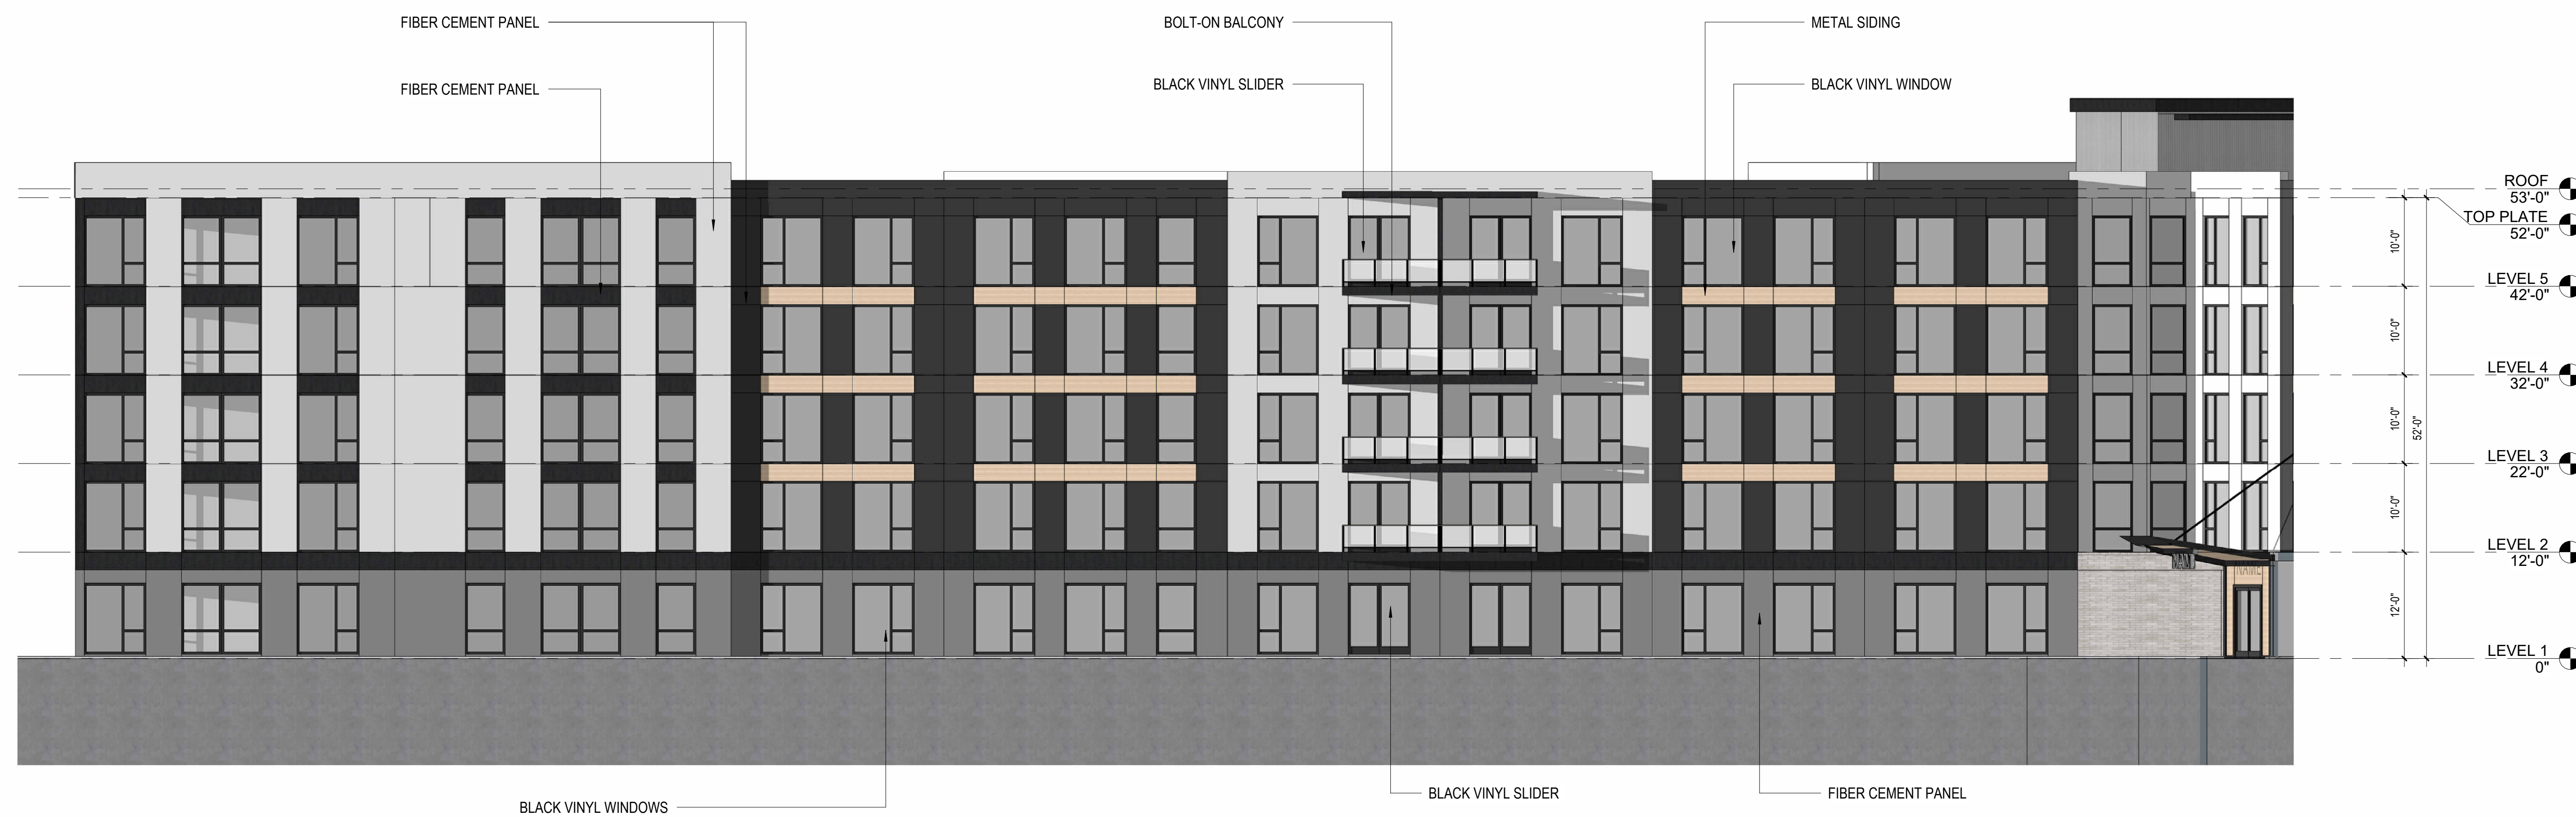 FIBER CEMENT PANEL
BOLT-ON BALCONY
METAL SIDING
FIBER CEMENT PANEL
BLACK VINYL SLIDER
BLACK VINYL WINDOW
ROOF
53'-0"
TOP PLATE
52'-0"
10'-0"
LEVEL 5
42'-0"
10'-0"
LEVEL 4
32'-0"
10'-0"
52'-0"
LEVEL 3
22'-0"
10'-0"
LEVEL 2
12'-0"
NAME
NAME
12'-0"
LEVEL 1
0"
BLACK VINYL WINDOWS
BLACK VINYL SLIDER
FIBER CEMENT PANEL